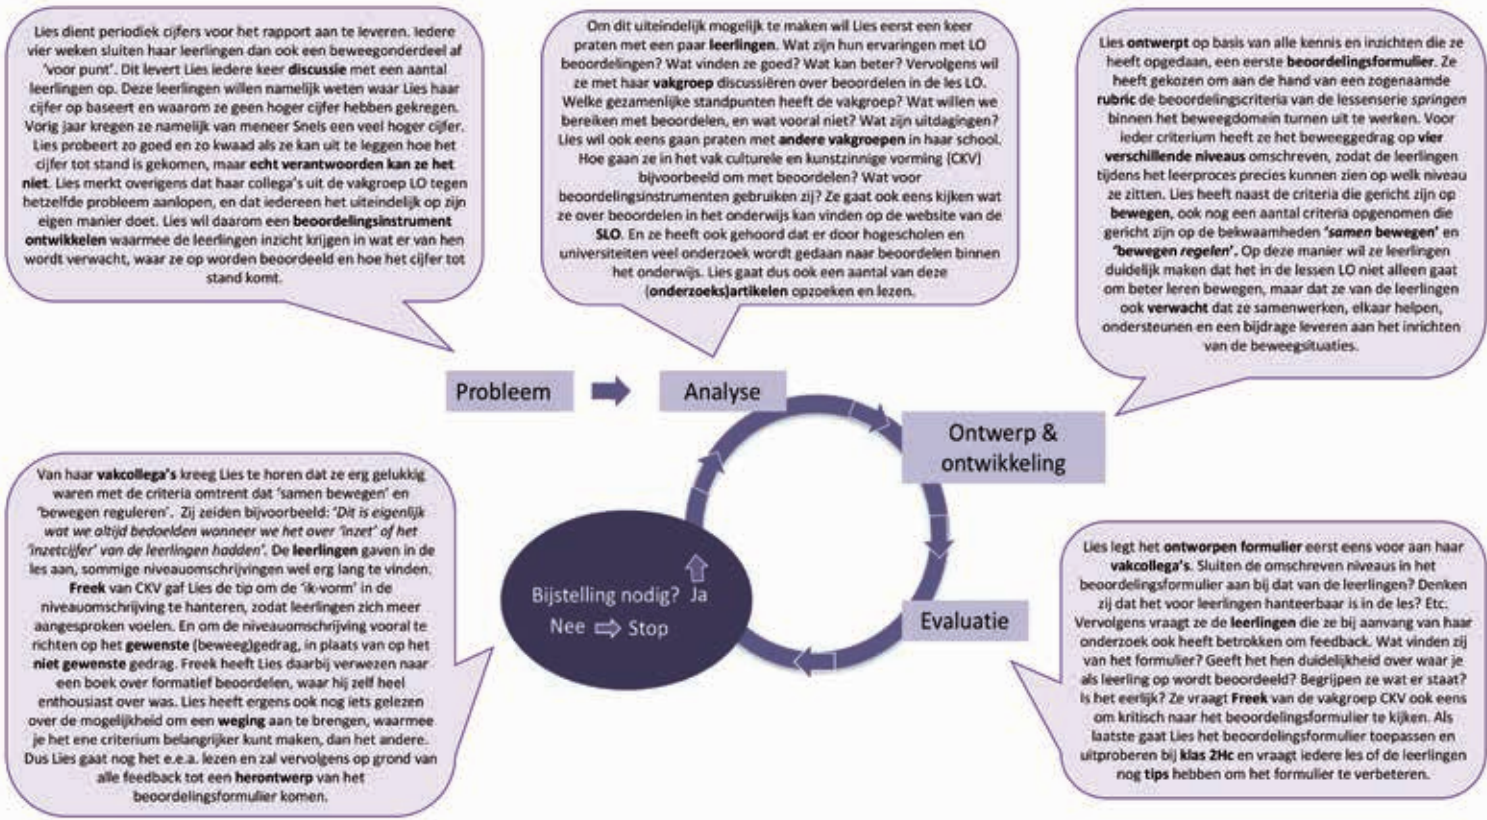 Lies dient periodiek cijfers voor het rapport aan te leveren. Iedere
vier weken sluiten haar leerlingen dan ook een beweegonderdeel af
'voor punt'. Dit levert Lies iedere keer discussie met een aantal
leerlingen op. Deze leerlingen willen namelijk weten waar Lies haar
cijfer op baseert en waarom ze geen hoger cijfer hebben gekregen.
Vorig jaar kregen ze namelijk van meneer Snels een veel hoger cijfer.
Lies probeert zo goed en zo kwaad als ze kan uit te leggen hoe het
cijfer tot stand is gekomen, maar echt verantwoorden kan ze het
niet. Lies merkt overigens dat haar collega's uit de vakgroep LO tegen
hetzelfde probleem aanlopen, en dat iedereen het uiteindelijk op zijn
eigen manier doet. Lies wil daarom een beoordelingsinstrument
ontwikkelen waarmee de leerlingen inzicht krijgen in wat er van hen
wordt verwacht, waar ze op worden beoordeeld en hoe het cijfer tot
stand komt.
Om dit uiteindelijk mogelijk te maken wil Lies eerst een keer
praten met een paar leerlingen. Wat zijn hun ervaringen met LO
beoordelingen? Wat vinden ze goed? Wat kan beter? Vervolgens wil
ze met haar vakgroep discussiëren over beoordelen in de les LO.
Welke gezamenlijke standpunten heeft de vakgroep? Wat willen we
bereiken met beoordelen, en wat vooral niet? Wat zijn uitdagingen?
Lies wil ook eens gaan praten met andere vakgroepen in haar school.
Hoe gaan ze in het vak culturele en kunstzinnige vorming (CKV)
bijvoorbeeld om met beoordelen? Wat voor
beoordelingsinstrumenten gebruiken zij? Ze gaat ook eens kijken wat
ze over beoordelen in het onderwijs kan vinden op de website van de
SLO. En ze heeft ook gehoord dat er door hogescholen en
universiteiten veel onderzoek wordt gedaan naar beoordelen binnen
het onderwijs. Lies gaat dus ook een aantal van deze
(onderzoeks)artikelen opzoeken en lezen.
Lies ontwerpt op basis van alle kennis en inzichten die ze
heeft opgedaan, een eerste beoordelingsformulier. Ze
heeft gekozen om aan de hand van een zogenaamde
rubric de beoordelingscriteria van de lessenserie springen
binnen het beweegdomein turnen uit te werken. Voor
ieder criterium heeft ze het beweeggedrag op vier
verschillende niveaus omschreven, zodat de leerlingen
tijdens het leerproces precies kunnen zien op welk niveau
ze zitten. Lies heeft naast de criteria die gericht zijn op
bewegen, ook nog een aantal criteria opgenomen die
gericht zijn op de bekwaamheden 'samen bewegen' en
'bewegen regelen'. Op deze manier wil ze leerlingen
duidelijk maken dat het in de lessen LO niet alleen gaat
om beter leren bewegen, maar dat ze van de leerlingen
ook verwacht dat ze samenwerken, elkaar helpen,
ondersteunen en een bijdrage leveren aan het inrichten
van de beweegsituaties.
Probleem
Analyse
Ontwerp &
ontwikkeling
Evaluatie
Bijstelling nodig? Ja
Nee Stop
Van haar vakcollega's kreeg Lies te horen dat ze erg gelukkig
waren met de criteria omtrent dat 'samen bewegen' en
'bewegen reguleren'. Zij zeiden bijvoorbeeld: 'Dit is eigenlijk
wat we altijd bedoelden wanneer we het over 'inzet' of het
'inzetcijfer' van de leerlingen hadden'. De leerlingen gaven in de
les aan, sommige niveauomschrijvingen wel erg lang te vinden.
Freek van CKV gaf Lies de tip om de 'ik-vorm' in de
niveauomschrijving te hanteren, zodat leerlingen zich meer
aangesproken voelen. En om de niveauomschrijving vooral te
richten op het gewenste (beweeg)gedrag, in plaats van op het
niet gewenste gedrag. Freek heeft Lies daarbij verwezen naar
een boek over formatief beoordelen, waar hij zelf heel
enthousiast over was. Lies heeft ergens ook nog iets gelezen
over de mogelijkheid om een weging aan te brengen, waarmee
je het ene criterium belangrijker kunt maken, dan het andere.
Dus Lies gaat nog het e.e.a. lezen en zal vervolgens op grond van
alle feedback tot een herontwerp van het
beoordelingsformulier komen.
Lies legt het ontworpen formulier eerst eens voor aan haar
vakcollega's. Sluiten de omschreven niveaus in het
beoordelingsformulier aan bij dat van de leerlingen? Denken
zij dat het voor leerlingen hanteerbaar is in de les? Etc.
Vervolgens vraagt ze de leerlingen die ze bij aanvang van haar
onderzoek ook heeft betrokken om feedback. Wat vinden zij
van het formulier? Geeft het hen duidelijkheid over waar je
als leerling op wordt beoordeeld? Begrijpen ze wat er staat?
Is het eerlijk? Ze vraagt Freek van de vakgroep CKV ook eens
om kritisch naar het beoordelingsformulier te kijken. Als
laatste gaat Lies het beoordelingsformulier toepassen en
uitproberen bij klas 2Hc en vraagt iedere les of de leerlingen
nog tips hebben om het formulier te verbeteren.